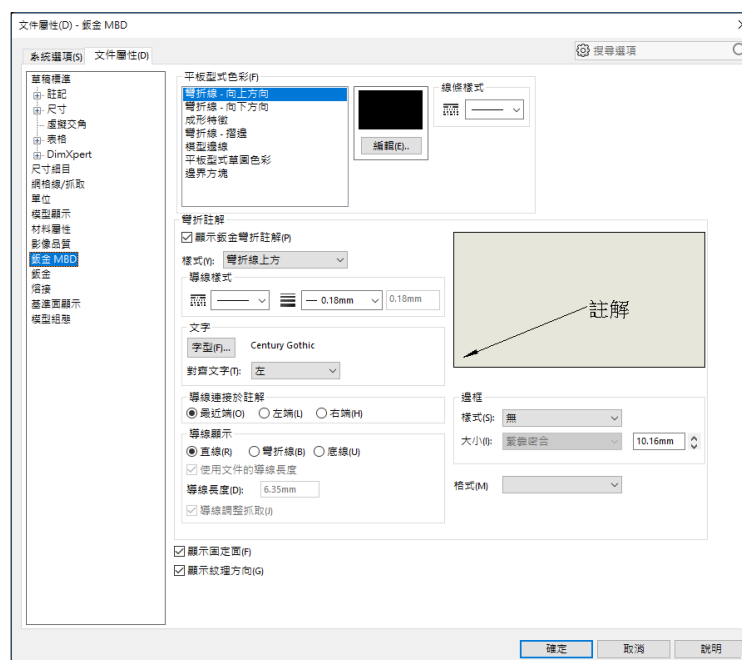 文件屬性(D) - 鈑金 MBD
系統選項(S) 文件屬性(D)
搜尋選項
草稿標準
註記
尺寸
虛擬交角
表格
DimXpert
尺寸細目
網格線/抓取
單位
模型顯示
材料屬性
影像品質
鈑金 MBD
鈑金
熔接
基準面顯示
模型組態
平板型式色彩(F)
彎折線 - 向上方向
彎折線 - 向下方向
成形特徵
彎折線 - 摺邊
模型邊線
平板型式草圖色彩
邊界方塊
編輯(E)..
線條樣式
彎折註解
顯示鈑金彎折註解(P)
樣式(Y): 彎折線上方
導線樣式
0.18mm 0.18mm
文字
字型(F)... Century Gothic
對齊文字(T): 左
導線連接於註解
最近端(O) 左端(L) 右端(H)
導線顯示
直線(R) 彎折線(B) 底線(U)
使用文件的導線長度
導線長度(D): 6.35mm
導線調整抓取(J)
註解
邊框
樣式(S): 無
大小(I): 緊靠密合 10.16mm
格式(M)
顯示固定面(F)
顯示紋理方向(G)
確定 取消 說明